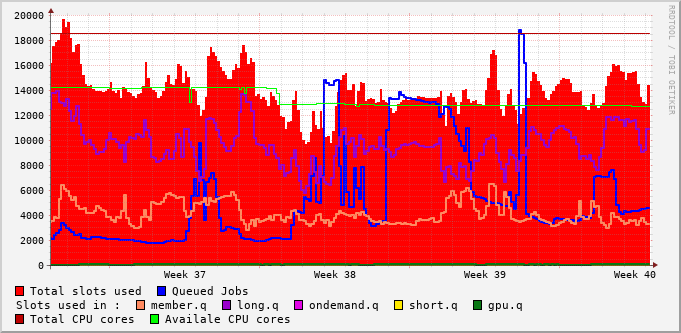 20000
18000
16000
14000
12000
10000
8000
6000
4000
2000
0
Week 37 Week 38 Week 39 Week 40
Total slots used Queued Jobs
Slots used in : member.q long.q ondemand.q short.q gpu.q
Total CPU cores Availale CPU cores
RRDTOOL / TOBI OETIKER